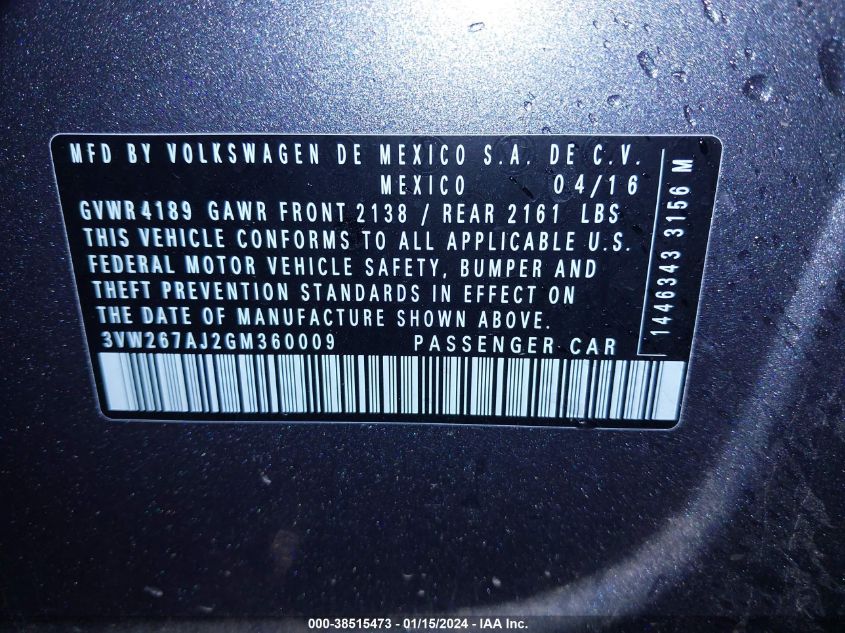 MFD BY VOLKSWAGEN DE MEXICO S.A. DE C.V.
MEXICO 04/16
GVWR 4189 GAWR FRONT 2138 / REAR 2161 LBS
THIS VEHICLE CONFORMS TO ALL APPLICABLE U.S.
FEDERAL MOTOR VEHICLE SAFETY, BUMPER AND
THEFT PREVENTION STANDARDS IN EFFECT ON
THE DATE OF MANUFACTURE SHOWN ABOVE.
3VW267AJ2GM360009 PASSENGER CAR
1446343 3156 M
000-38515473 - 01/15/2024 - IAA Inc.